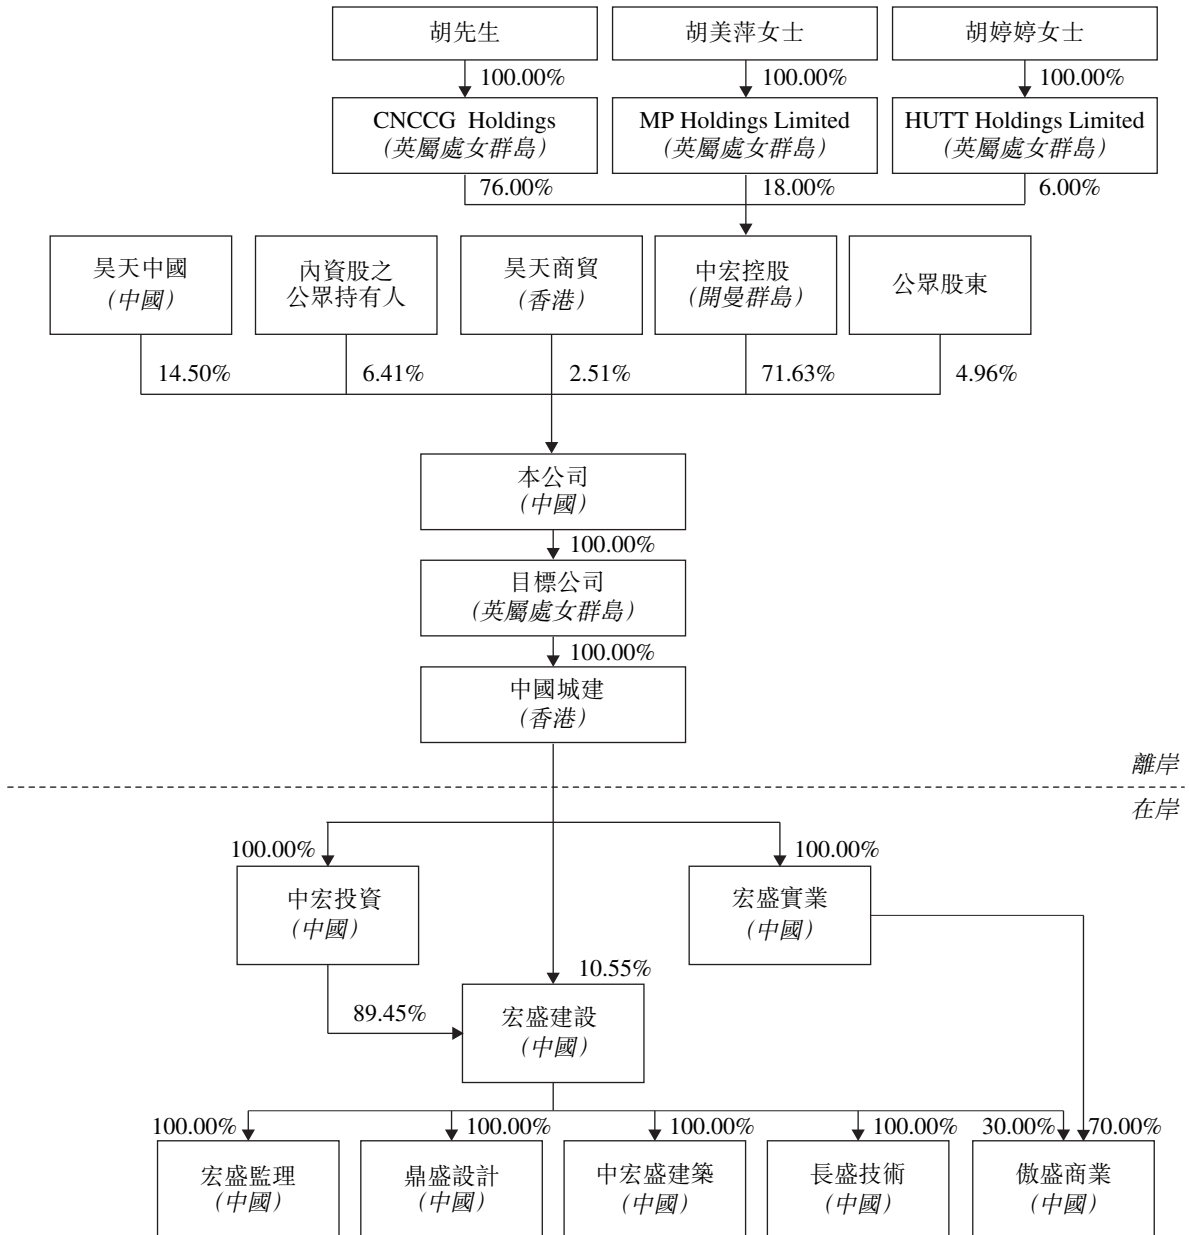 胡先生
胡美萍女士
胡婷婷女士
100.00%
100.00%
100.00%
CNCCG Holdings
(英屬處女群島)
MP Holdings Limited
(英屬處女群島)
HUTT Holdings Limited
(英屬處女群島)
76.00%
18.00%
6.00%
昊天中國
(中國)
內資股之
公眾持有人
昊天商貿
(香港)
中宏控股
(開曼群島)
公眾股東
14.50%
6.41%
2.51%
71.63%
4.96%
本公司
(中國)
100.00%
目標公司
(英屬處女群島)
100.00%
中國城建
(香港)
離岸
在岸
100.00%
100.00%
中宏投資
(中國)
宏盛實業
(中國)
10.55%
89.45%
宏盛建設
(中國)
100.00%
100.00%
100.00%
100.00%
30.00%
70.00%
宏盛監理
(中國)
鼎盛設計
(中國)
中宏盛建築
(中國)
長盛技術
(中國)
傲盛商業
(中國)